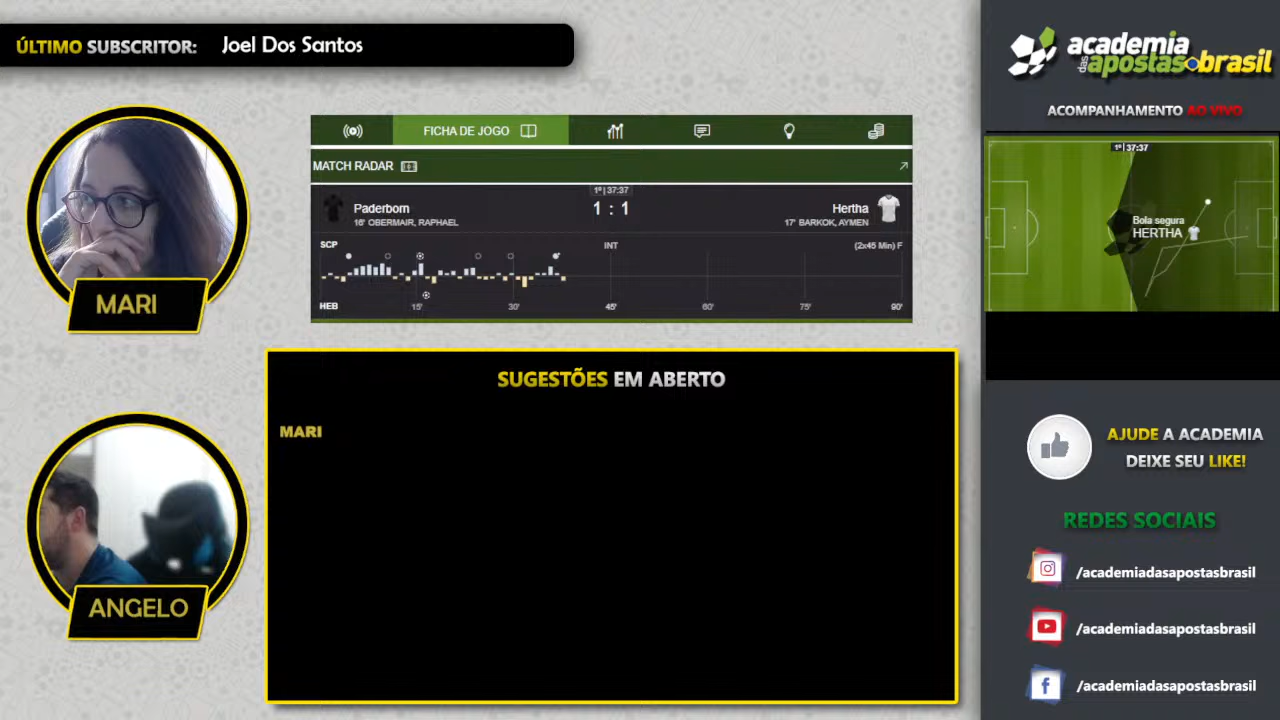 ÚLTIMO SUBSCRITOR: Joel Dos Santos
MARI
ANGELO
FICHA DE JOGO
MATCH RADAR
1º| 37:37
Paderborn
1 : 1
Hertha
16' OBERMAIR, RAPHAEL
17' BARKOK, AYMEN
SCP
INT
(2x45 Min) F
HEB
15'
30'
45'
60'
75'
90'
SUGESTÕES EM ABERTO
MARI
academia
das apostas brasil
ACOMPANHAMENTO AO VIVO
1º| 37:37
Bola segura
HERTHA
AJUDE A ACADEMIA
DEIXE SEU LIKE!
REDES SOCIAIS
/academiadasapostasbrasil
/academiadasapostasbrasil
/academiadasapostasbrasil